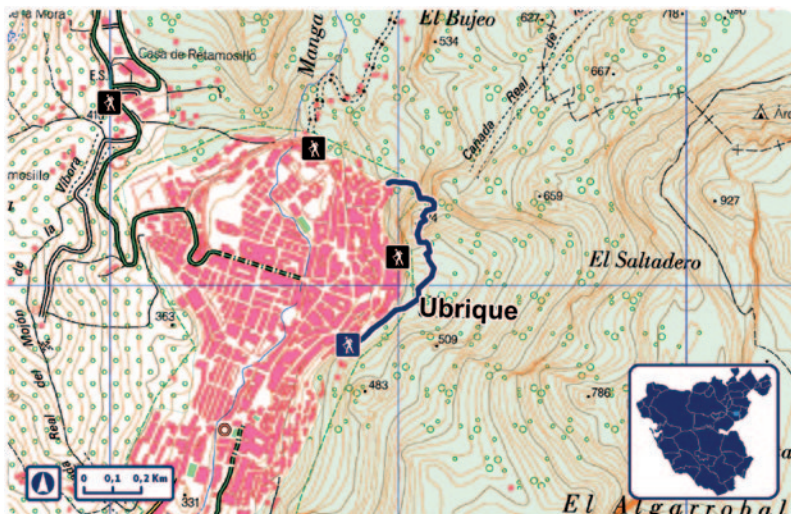 la Mora
El Bujeo
627
718
690
534
Casa de Retamosillo
Manga
E.S.
667
Cañada Real de
Víbora
659
927
El Saltadero
Ubrique
363
509
Mojón de la
483
786
del
Real
0 0,1 0,2 Km
331
El Algarrobal